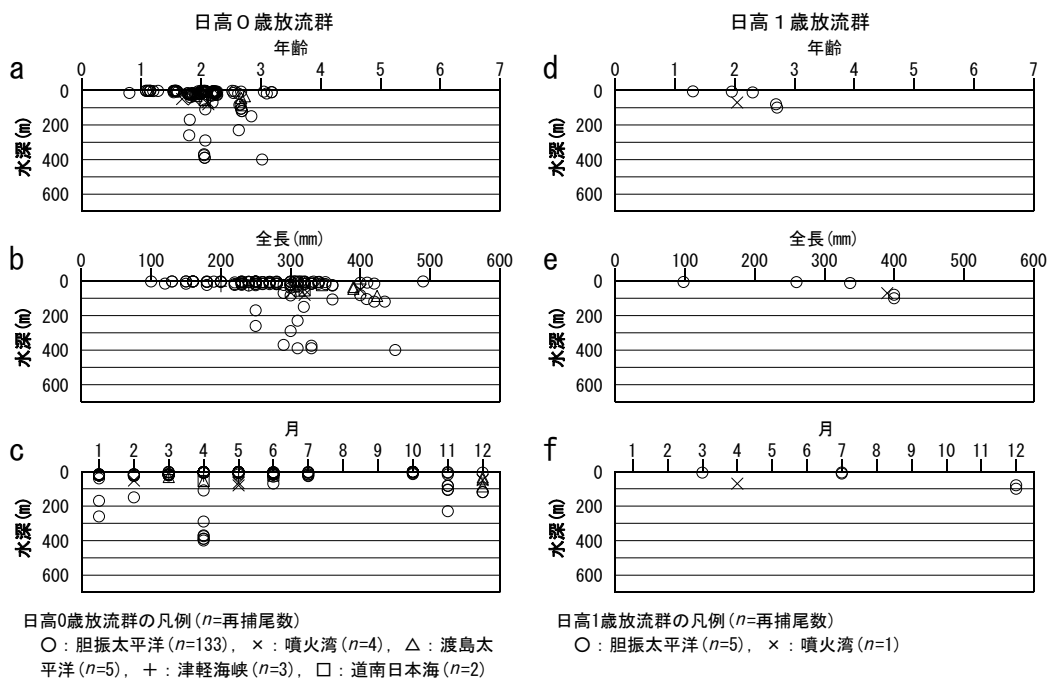 日高０歳放流群
年齢
a
0 1 2 3 4 5 6 7
0
200
400
600
水深(m)
全長(mm)
b
0 100 200 300 400 500 600
0
200
400
600
水深(m)
月
c
1 2 3 4 5 6 7 10 11 12
0
200
400
600
水深(m)
日高0歳放流群の凡例(n=再捕尾数)
○：胆振太平洋(n=133)，×：噴火湾(n=4)，△：渡島太
平洋(n=5)，＋：津軽海峡(n=3)，□：道南日本海(n=2)
日高１歳放流群
年齢
d
0 1 2 3 4 5 6 7
0
200
400
600
水深(m)
全長(mm)
e
0 100 200 300 400 500 600
0
200
400
600
水深(m)
月
f
1 2 3 4 5 6 7 10 11 12
0
200
400
600
水深(m)
日高1歳放流群の凡例(n=再捕尾数)
○：胆振太平洋(n=5)，×：噴火湾(n=1)